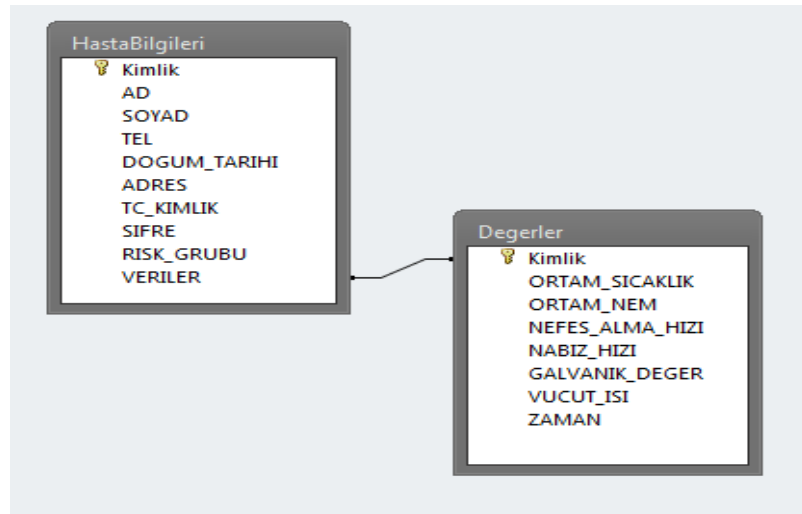 HastaBilgileri
Kimlik
AD
SOYAD
TEL
DOGUM_TARIHI
ADRES
TC_KIMLIK
SIFRE
RISK_GRUBU
VERILER
Degerler
Kimlik
ORTAM_SICAKLIK
ORTAM_NEM
NEFES_ALMA_HIZI
NABIZ_HIZI
GALVANIK_DEGER
VUCUT_ISI
ZAMAN